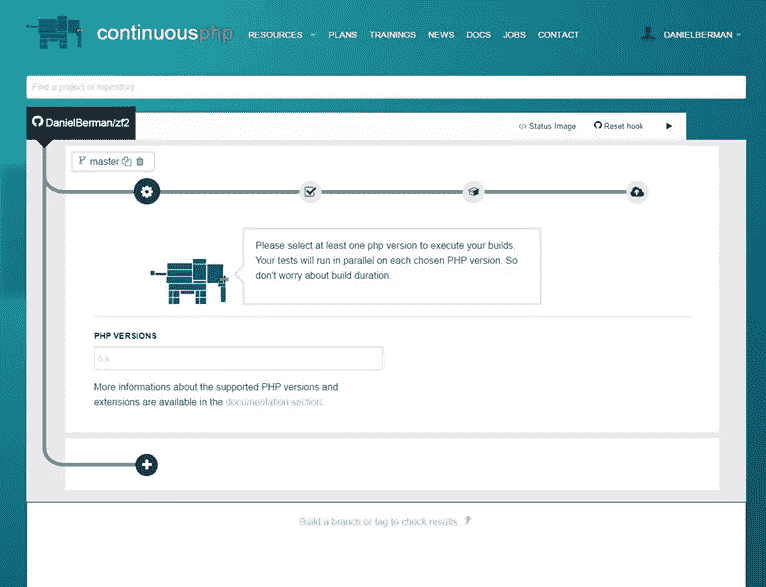 continuousphp
RESOURCES PLANS TRAININGS NEWS DOCS JOBS CONTACT DANIELBERMAN
Find a project or repository
DanielBerman/zf2
Status Image Reset hook
master
Please select at least one php version to execute your builds.
Your tests will run in parallel on each chosen PHP version. So
don't worry about build duration.
PHP VERSIONS
More informations about the supported PHP versions and
extensions are available in the documentation section.
Build a branch or tag to check results